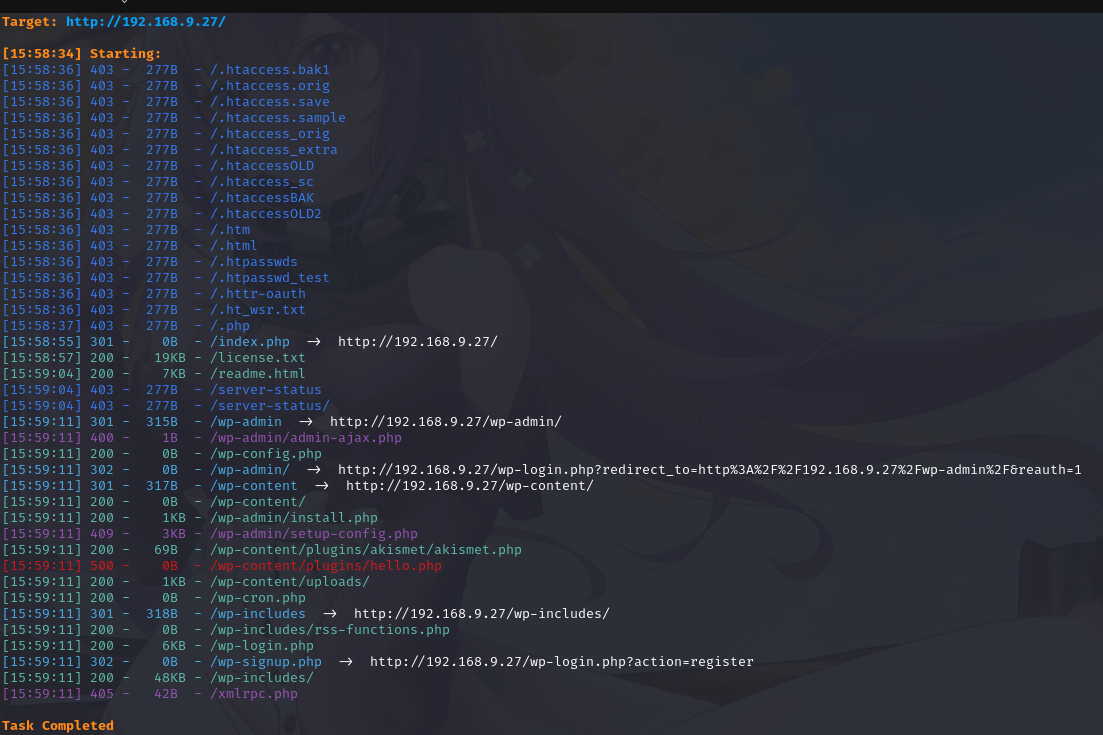 Target: http://192.168.9.27/
[15:58:34] Starting:
[15:58:36] 403 -  277B  - /.htaccess.bak1
[15:58:36] 403 -  277B  - /.htaccess.orig
[15:58:36] 403 -  277B  - /.htaccess.save
[15:58:36] 403 -  277B  - /.htaccess.sample
[15:58:36] 403 -  277B  - /.htaccess_orig
[15:58:36] 403 -  277B  - /.htaccess_extra
[15:58:36] 403 -  277B  - /.htaccessOLD
[15:58:36] 403 -  277B  - /.htaccess_sc
[15:58:36] 403 -  277B  - /.htaccessBAK
[15:58:36] 403 -  277B  - /.htaccessOLD2
[15:58:36] 403 -  277B  - /.htm
[15:58:36] 403 -  277B  - /.html
[15:58:36] 403 -  277B  - /.htpasswds
[15:58:36] 403 -  277B  - /.htpasswd_test
[15:58:36] 403 -  277B  - /.httr-oauth
[15:58:36] 403 -  277B  - /.ht_wsr.txt
[15:58:37] 403 -  277B  - /.php
[15:58:55] 301 -    0B  - /index.php  →  http://192.168.9.27/
[15:58:57] 200 -   19KB - /license.txt
[15:59:04] 200 -    7KB - /readme.html
[15:59:04] 403 -  277B  - /server-status
[15:59:04] 403 -  277B  - /server-status/
[15:59:11] 301 -  315B  - /wp-admin  →  http://192.168.9.27/wp-admin/
[15:59:11] 400 -    1B  - /wp-admin/admin-ajax.php
[15:59:11] 200 -    0B  - /wp-config.php
[15:59:11] 302 -    0B  - /wp-admin/  →  http://192.168.9.27/wp-login.php?redirect_to=http%3A%2F%2F192.168.9.27%2Fwp-admin%2F&reauth=1
[15:59:11] 301 -  317B  - /wp-content  →  http://192.168.9.27/wp-content/
[15:59:11] 200 -    0B  - /wp-content/
[15:59:11] 200 -    1KB - /wp-admin/install.php
[15:59:11] 409 -    3KB - /wp-admin/setup-config.php
[15:59:11] 200 -   69B  - /wp-content/plugins/akismet/akismet.php
[15:59:11] 500 -    0B  - /wp-content/plugins/hello.php
[15:59:11] 200 -    1KB - /wp-content/uploads/
[15:59:11] 200 -    0B  - /wp-cron.php
[15:59:11] 301 -  318B  - /wp-includes  →  http://192.168.9.27/wp-includes/
[15:59:11] 200 -    0B  - /wp-includes/rss-functions.php
[15:59:11] 200 -    6KB - /wp-login.php
[15:59:11] 302 -    0B  - /wp-signup.php  →  http://192.168.9.27/wp-login.php?action=register
[15:59:11] 200 -   48KB - /wp-includes/
[15:59:11] 405 -   42B  - /xmlrpc.php
Task Completed